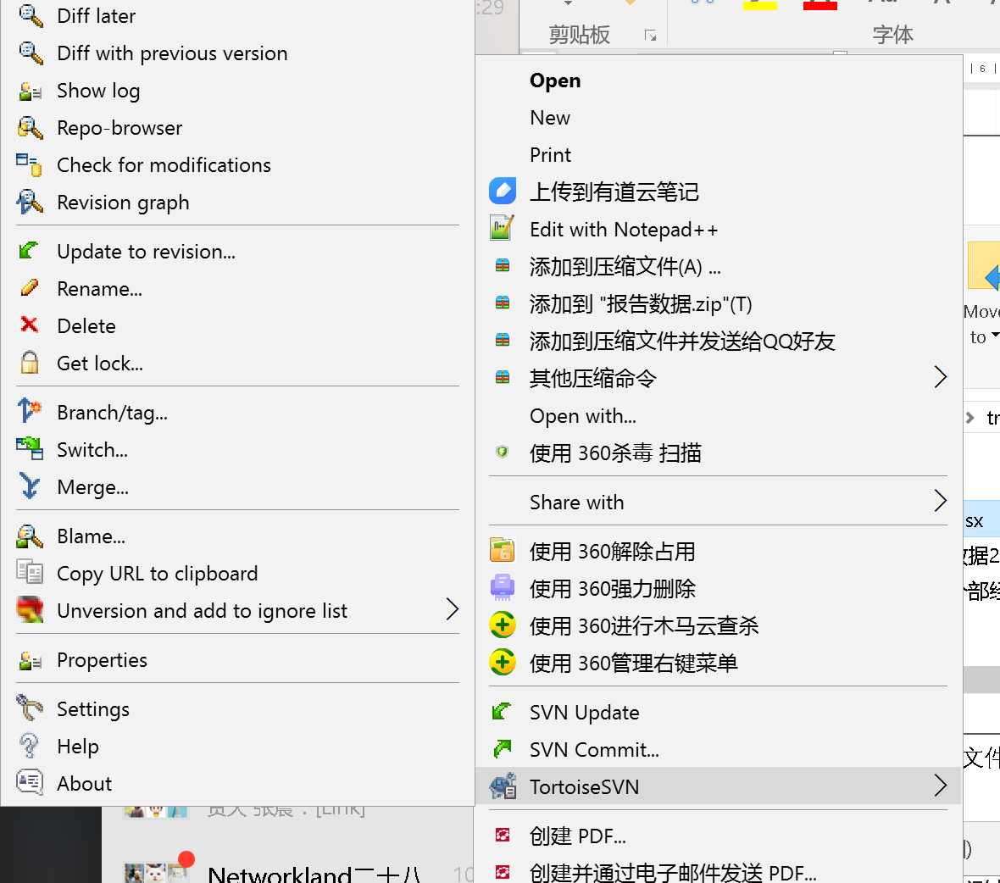 Diff later
Diff with previous version
Show log
Repo-browser
Check for modifications
Revision graph
Update to revision...
Rename...
Delete
Get lock...
Branch/tag...
Switch...
Merge...
Blame...
Copy URL to clipboard
Unversion and add to ignore list
Properties
Settings
Help
About
:29
剪贴板
字体
Open
New
Print
上传到有道云笔记
Edit with Notepad++
添加到压缩文件(A) ...
添加到 "报告数据.zip"(T)
添加到压缩文件并发送给QQ好友
其他压缩命令
Open with...
使用 360杀毒 扫描
Share with
使用 360解除占用
使用 360强力删除
使用 360进行木马云查杀
使用 360管理右键菜单
SVN Update
SVN Commit...
TortoiseSVN
创建 PDF...
创建并通过电子邮件发送 PDF...
6
Move
to
tr
sx
据2
部经
文件
[Link]
Networkland二十八
10